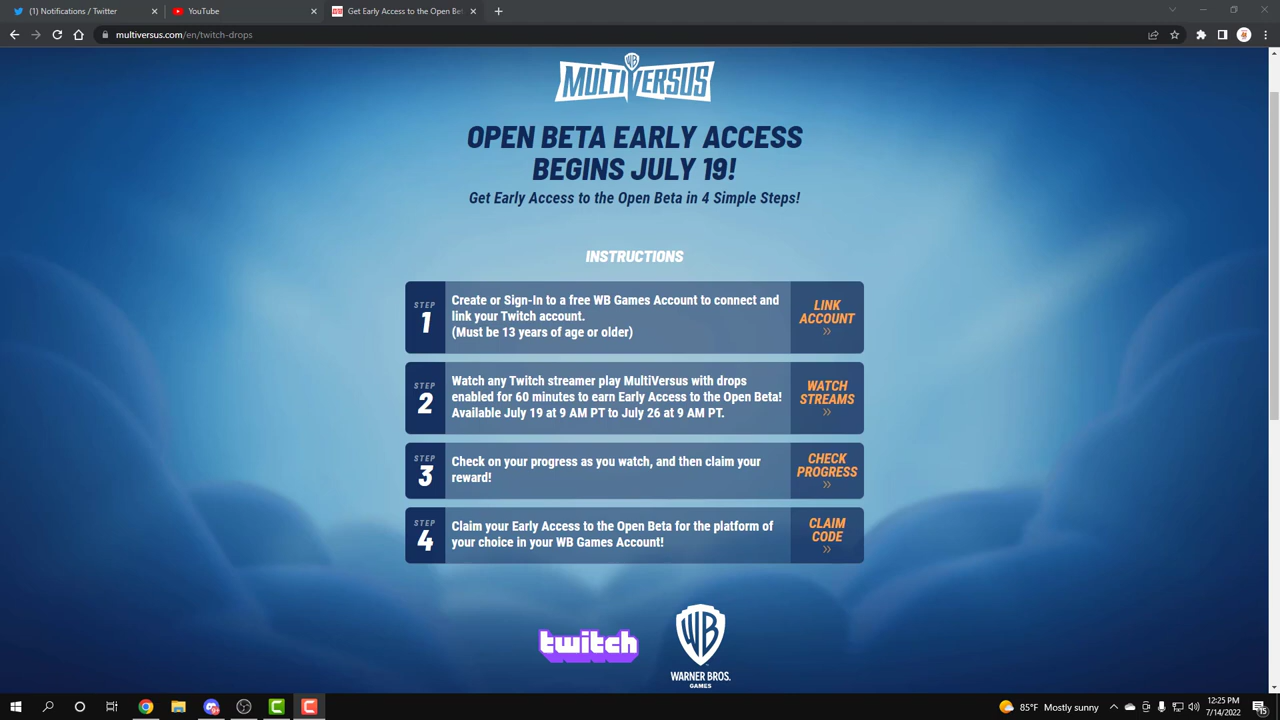 (1) Notifications / Twitter
YouTube
Get Early Access to the Open Bet
multiversus.com/en/twitch-drops
WB
MULTIVERSUS
OPEN BETA EARLY ACCESS
BEGINS JULY 19!
Get Early Access to the Open Beta in 4 Simple Steps!
INSTRUCTIONS
STEP
1
Create or Sign-In to a free WB Games Account to connect and
link your Twitch account.
(Must be 13 years of age or older)
LINK
ACCOUNT
STEP
2
Watch any Twitch streamer play MultiVersus with drops
enabled for 60 minutes to earn Early Access to the Open Beta!
Available July 19 at 9 AM PT to July 26 at 9 AM PT.
WATCH
STREAMS
STEP
3
Check on your progress as you watch, and then claim your
reward!
CHECK
PROGRESS
STEP
4
Claim your Early Access to the Open Beta for the platform of
your choice in your WB Games Account!
CLAIM
CODE
twitch
WB
WARNER BROS.
GAMES
85°F Mostly sunny
12:25 PM
7/14/2022
15